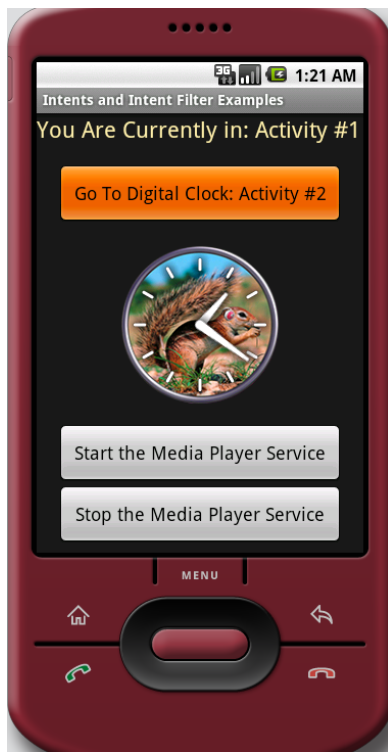 3G 1:21 AM
Intents and Intent Filter Examples
You Are Currently in: Activity #1
Go To Digital Clock: Activity #2
Start the Media Player Service
Stop the Media Player Service
MENU